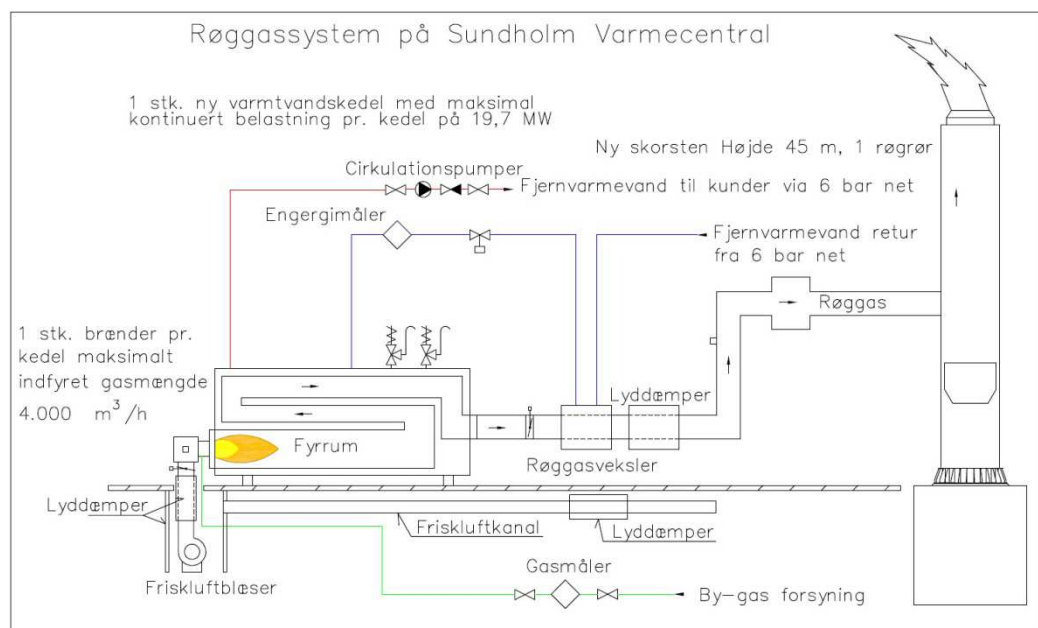 Røggassystem på Sundholm Varmecentral
1 stk. ny varmtvandskedel med maksimal
kontinuert belastning pr. kedel på 19,7 MW
Ny skorsten Højde 45 m, 1 røgrør
Cirkulationspumper
Fjernvarmevand til kunder via 6 bar net
Engergimåler
Fjernvarmevand retur
fra 6 bar net
Røggas
1 stk. brænder pr.
kedel maksimalt
indfyret gasmængde
4.000 m³/h
Lyddæmper
Fyrrum
Røggasveksler
Lyddæmper
Friskluftkanal
Lyddæmper
Friskluftblæser
Gasmåler
By-gas forsyning